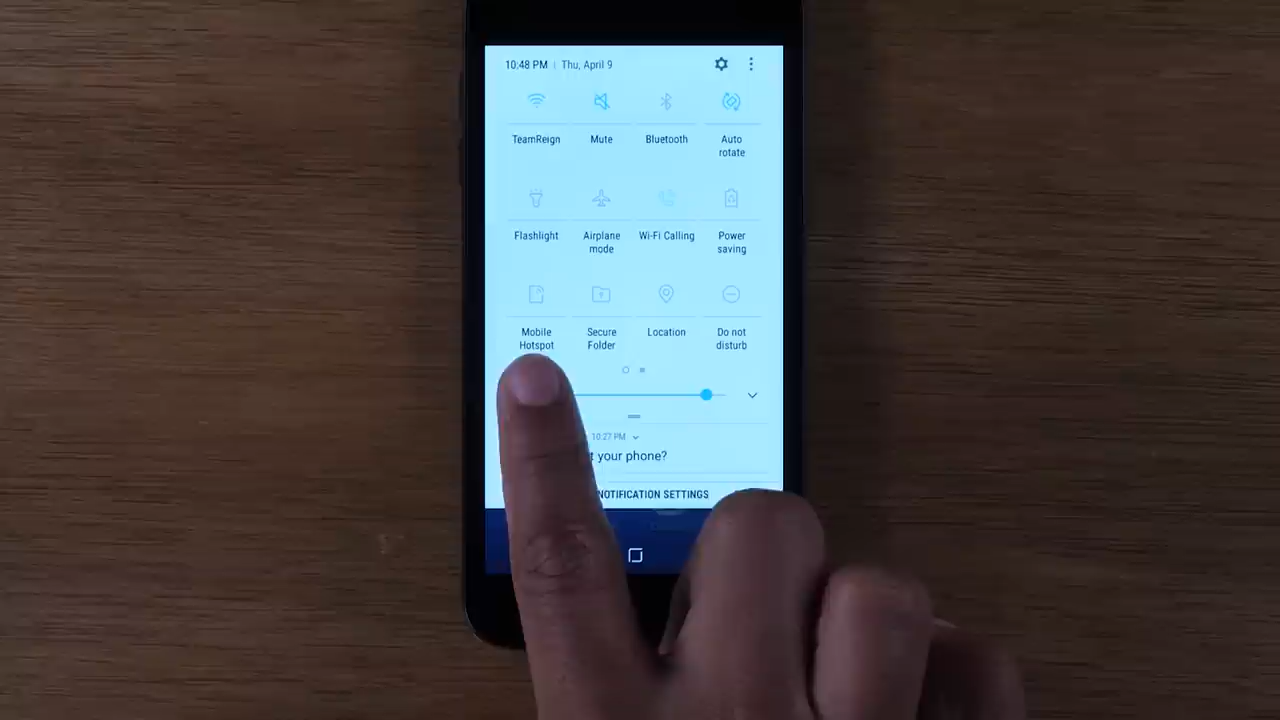 10:48 PM | Thu, April 9
TeamReign Mute Bluetooth Auto rotate
Flashlight Airplane mode Wi-Fi Calling Power saving
Mobile Hotspot Secure Folder Location Do not disturb
10:27 PM
your phone?
NOTIFICATION SETTINGS